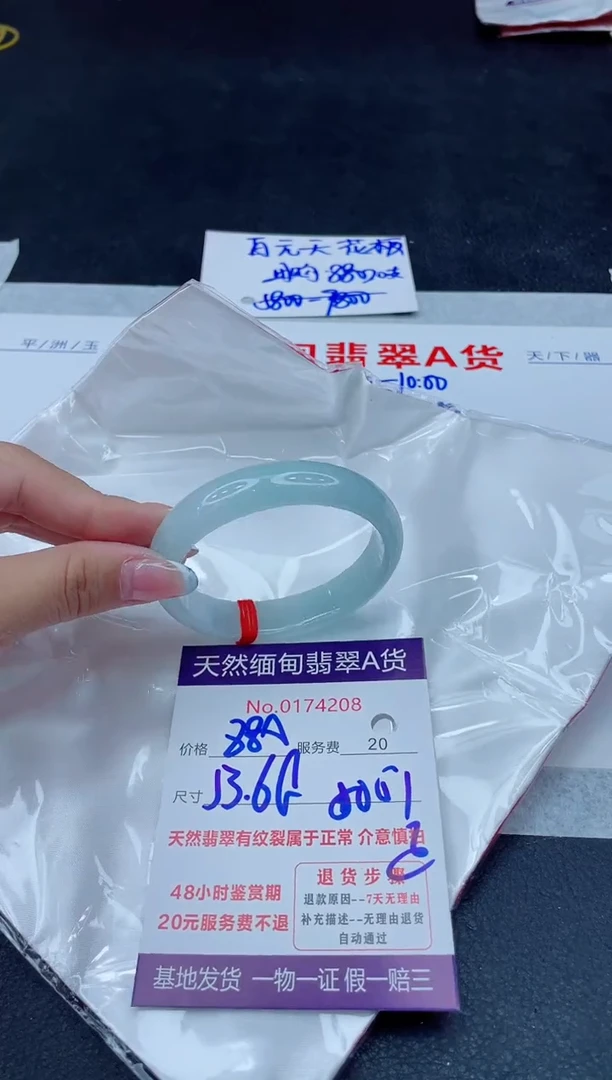 百元天花板
平/洲/玉
翡翠A货
天/下/翡
-10:00
天然缅甸翡翠A货
No.0174208
价格
服务费 20
尺寸
天然翡翠有纹裂属于正常 介意慎拍
48小时鉴赏期
20元服务费不退
退货步骤
退款原因--7天无理由
补充描述--无理由退货
自动通过
基地发货 一物一证 假一赔三